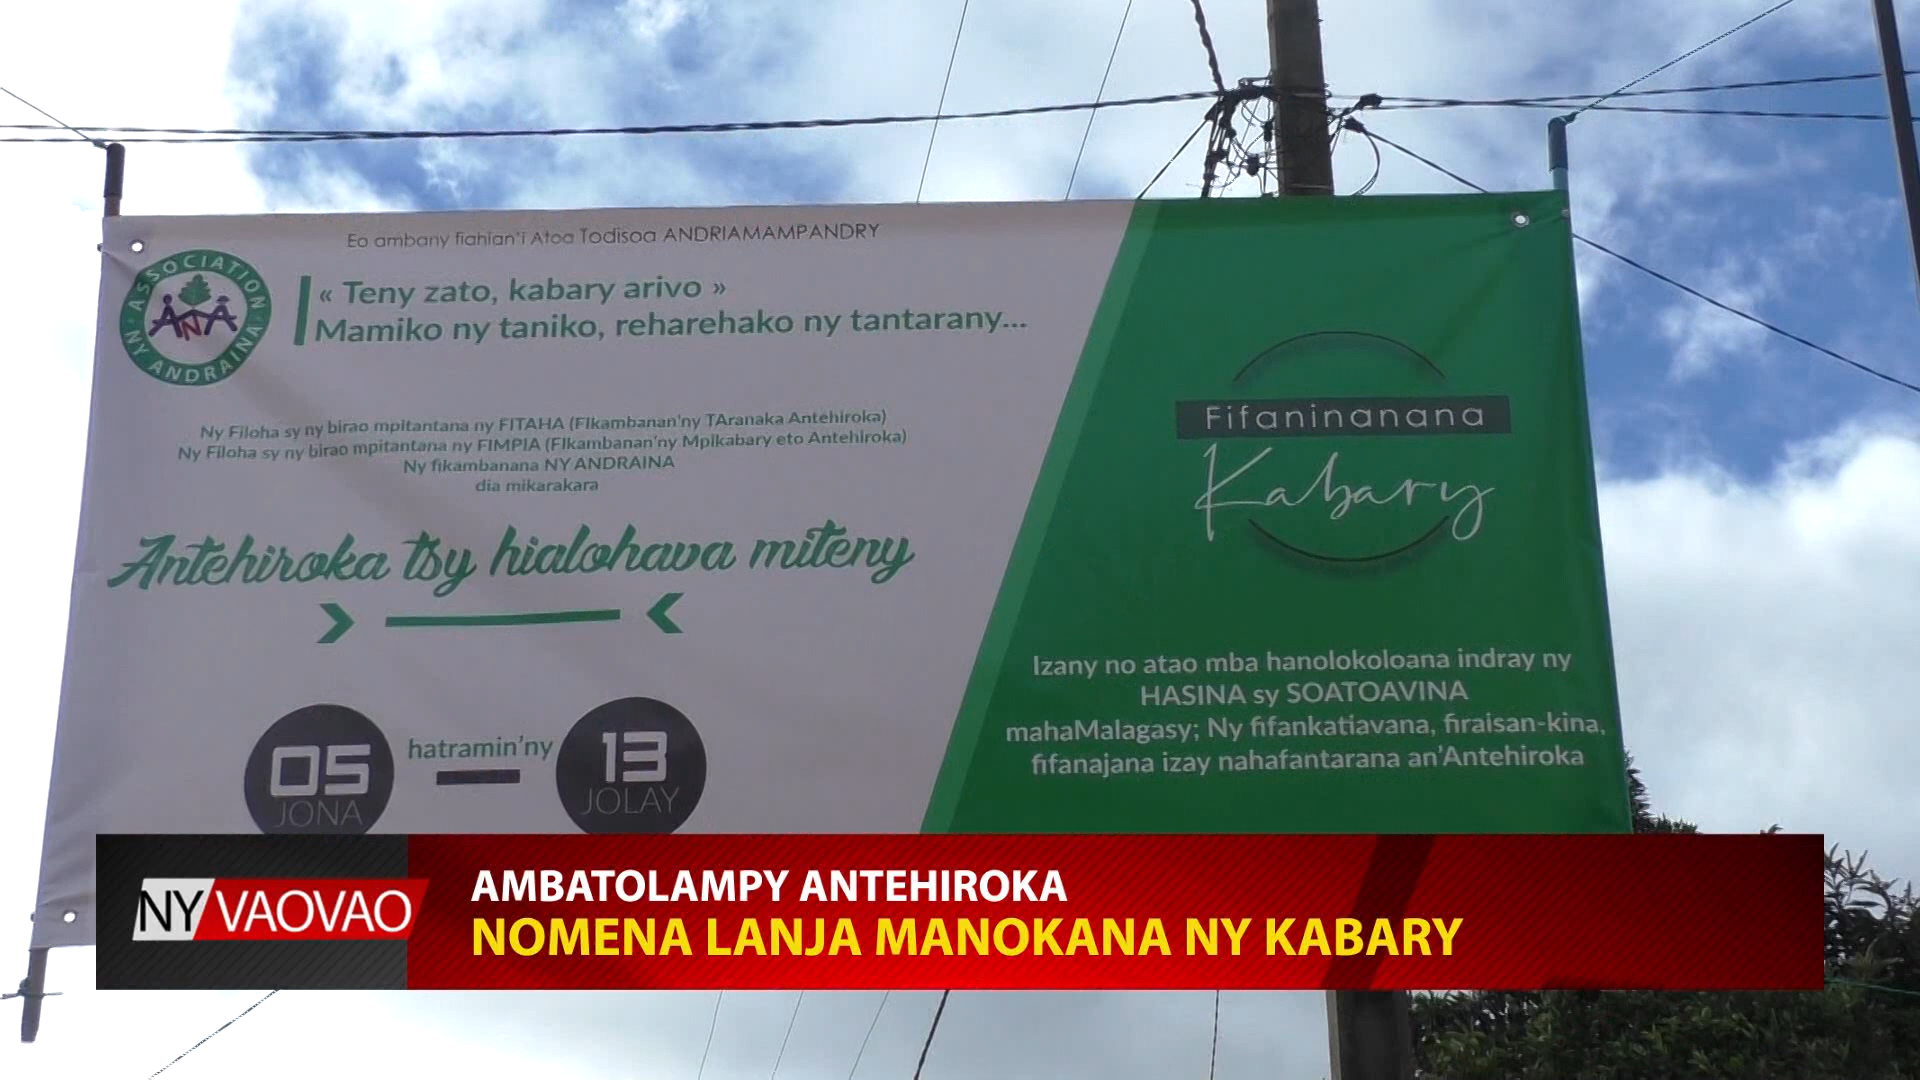 Eo ambany fiahian'i Atoa Todisoa ANDRIAMAMPANDRY
ASSOCIATION
ANA
NY ANDRAINA
« Teny zato, kabary arivo »
Mamiko ny taniko, reharehako ny tantarany...
Ny Filoha sy ny birao mpitantana ny FITAHA (FIkambanan'ny TAranaka Antehiroka)
Ny Filoha sy ny birao mpitantana ny FIMPIA (FIkambanan'ny MpIkabary eto Antehiroka)
Ny fikambanana NY ANDRAINA
dia mikarakara
Antehiroka tsy hialohava miteny
05 JONA
hatramin'ny
13 JOLAY
Fifaninanana
Kabary
Izany no atao mba hanolokoloana indray ny
HASINA sy SOATOAVINA
mahaMalagasy; Ny fifankatiavana, firaisan-kina,
fifanajana izay nahafantarana an'Antehiroka
NY VAOVAO
AMBATOLAMPY ANTEHIROKA
NOMENA LANJA MANOKANA NY KABARY